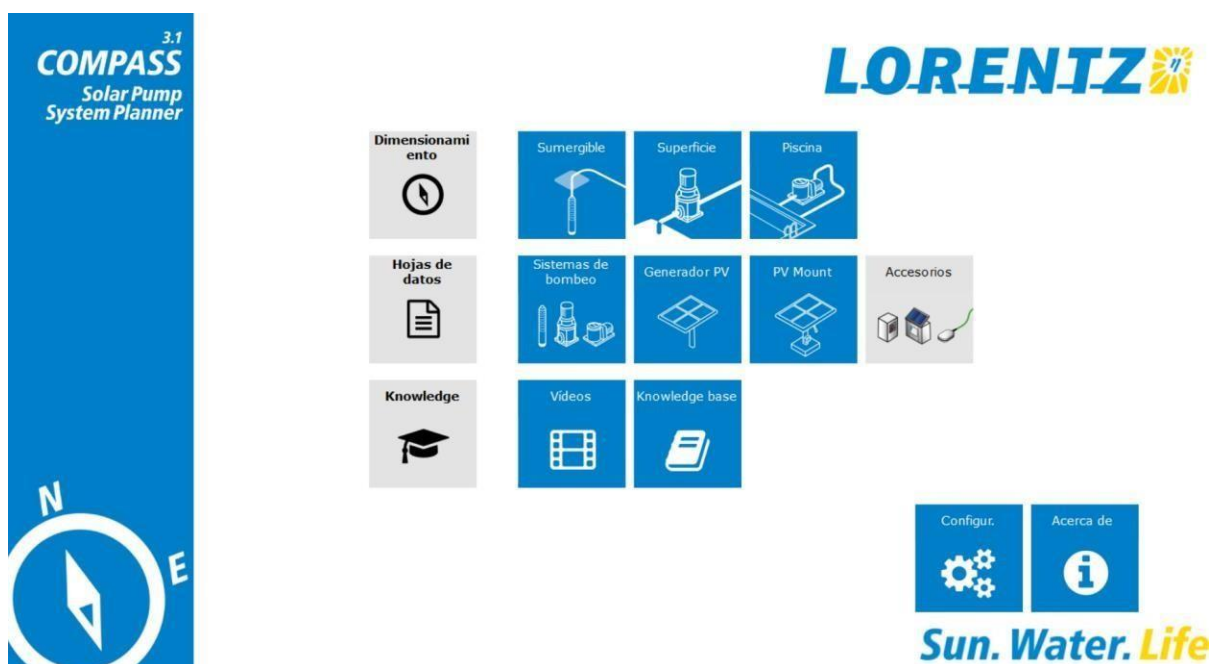 3.1
COMPASS
Solar Pump
System Planner
LORENTZ
Dimensionami
ento
Sumergible
Superficie
Piscina
Hojas de
datos
Sistemas de
bombeo
Generador PV
PV Mount
Accesorios
Knowledge
Vídeos
Knowledge base
N
E
Configur.
Acerca de
Sun. Water. Life